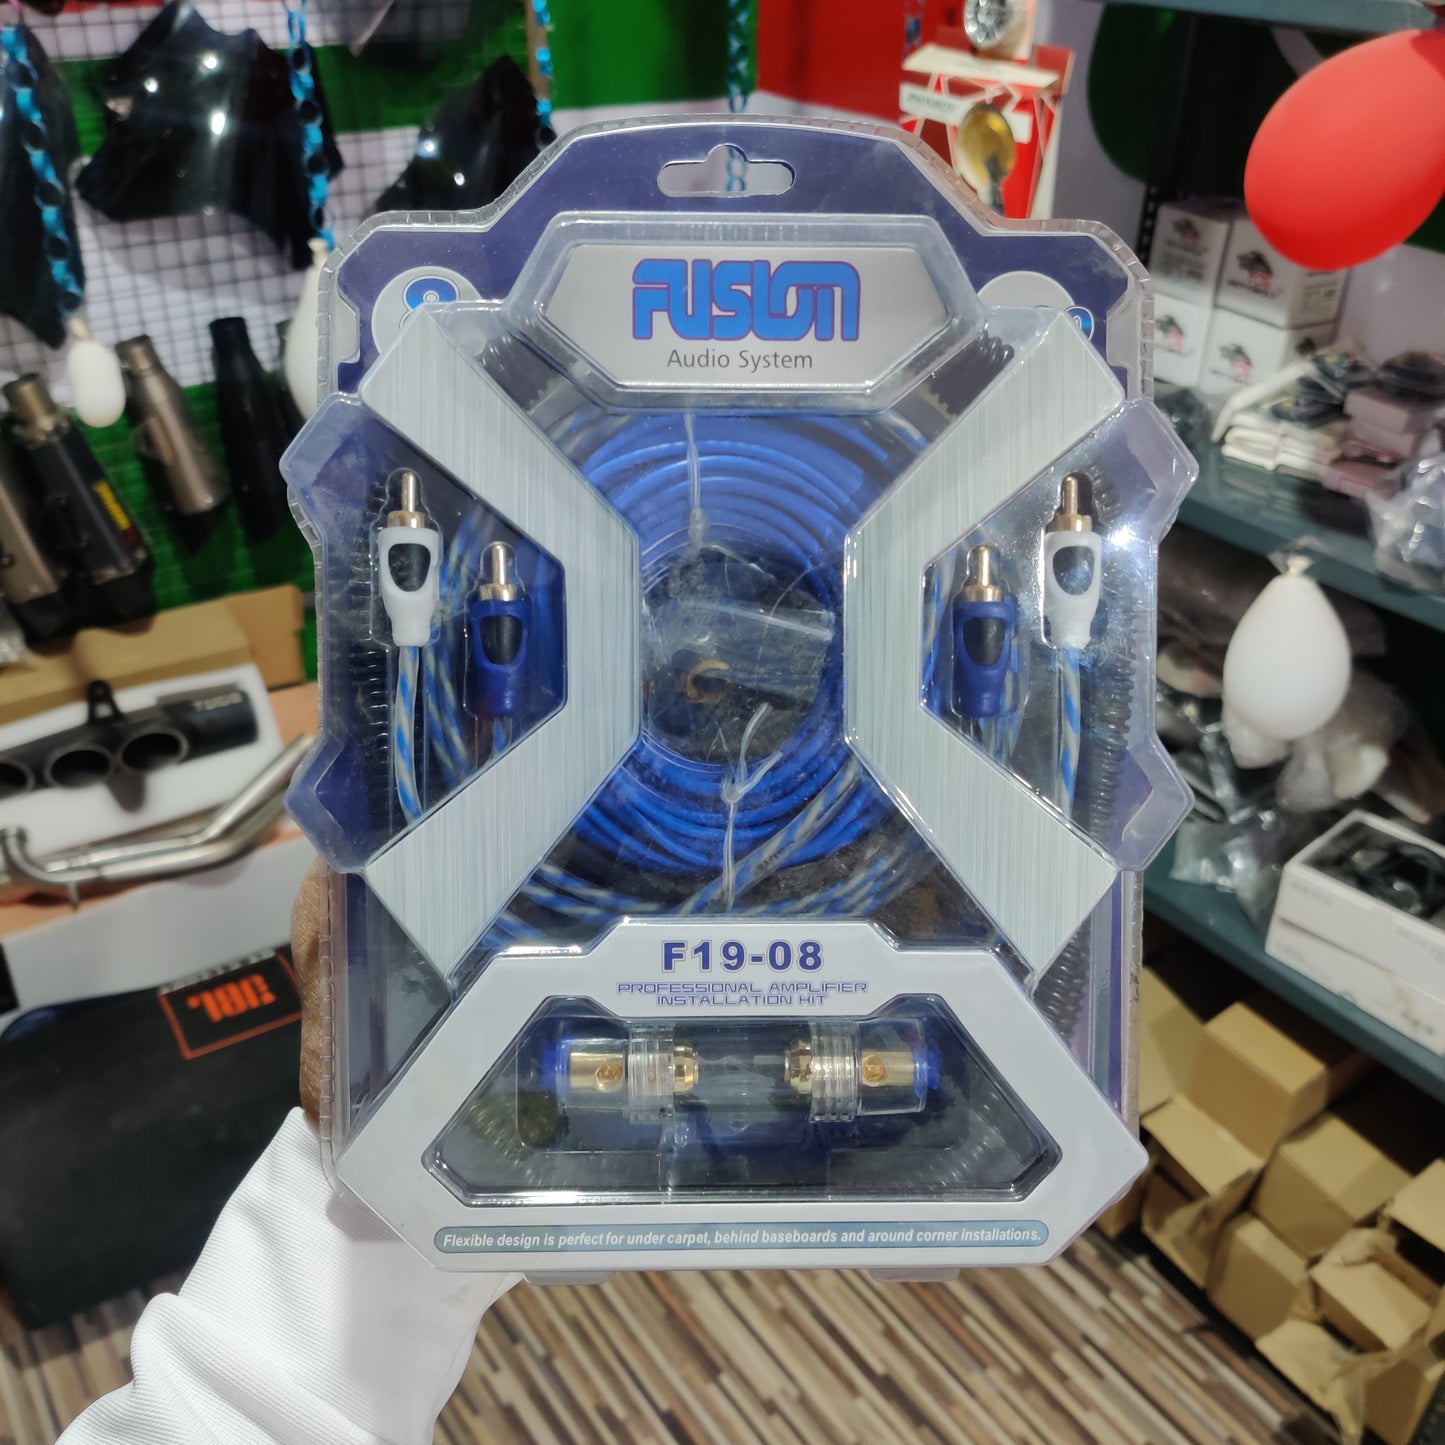 FUSION
Audio System
F19-08
PROFESSIONAL AMPLIFIER
INSTALLATION KIT
Flexible design is perfect for under carpet, behind baseboards and around corner installations.
JBL